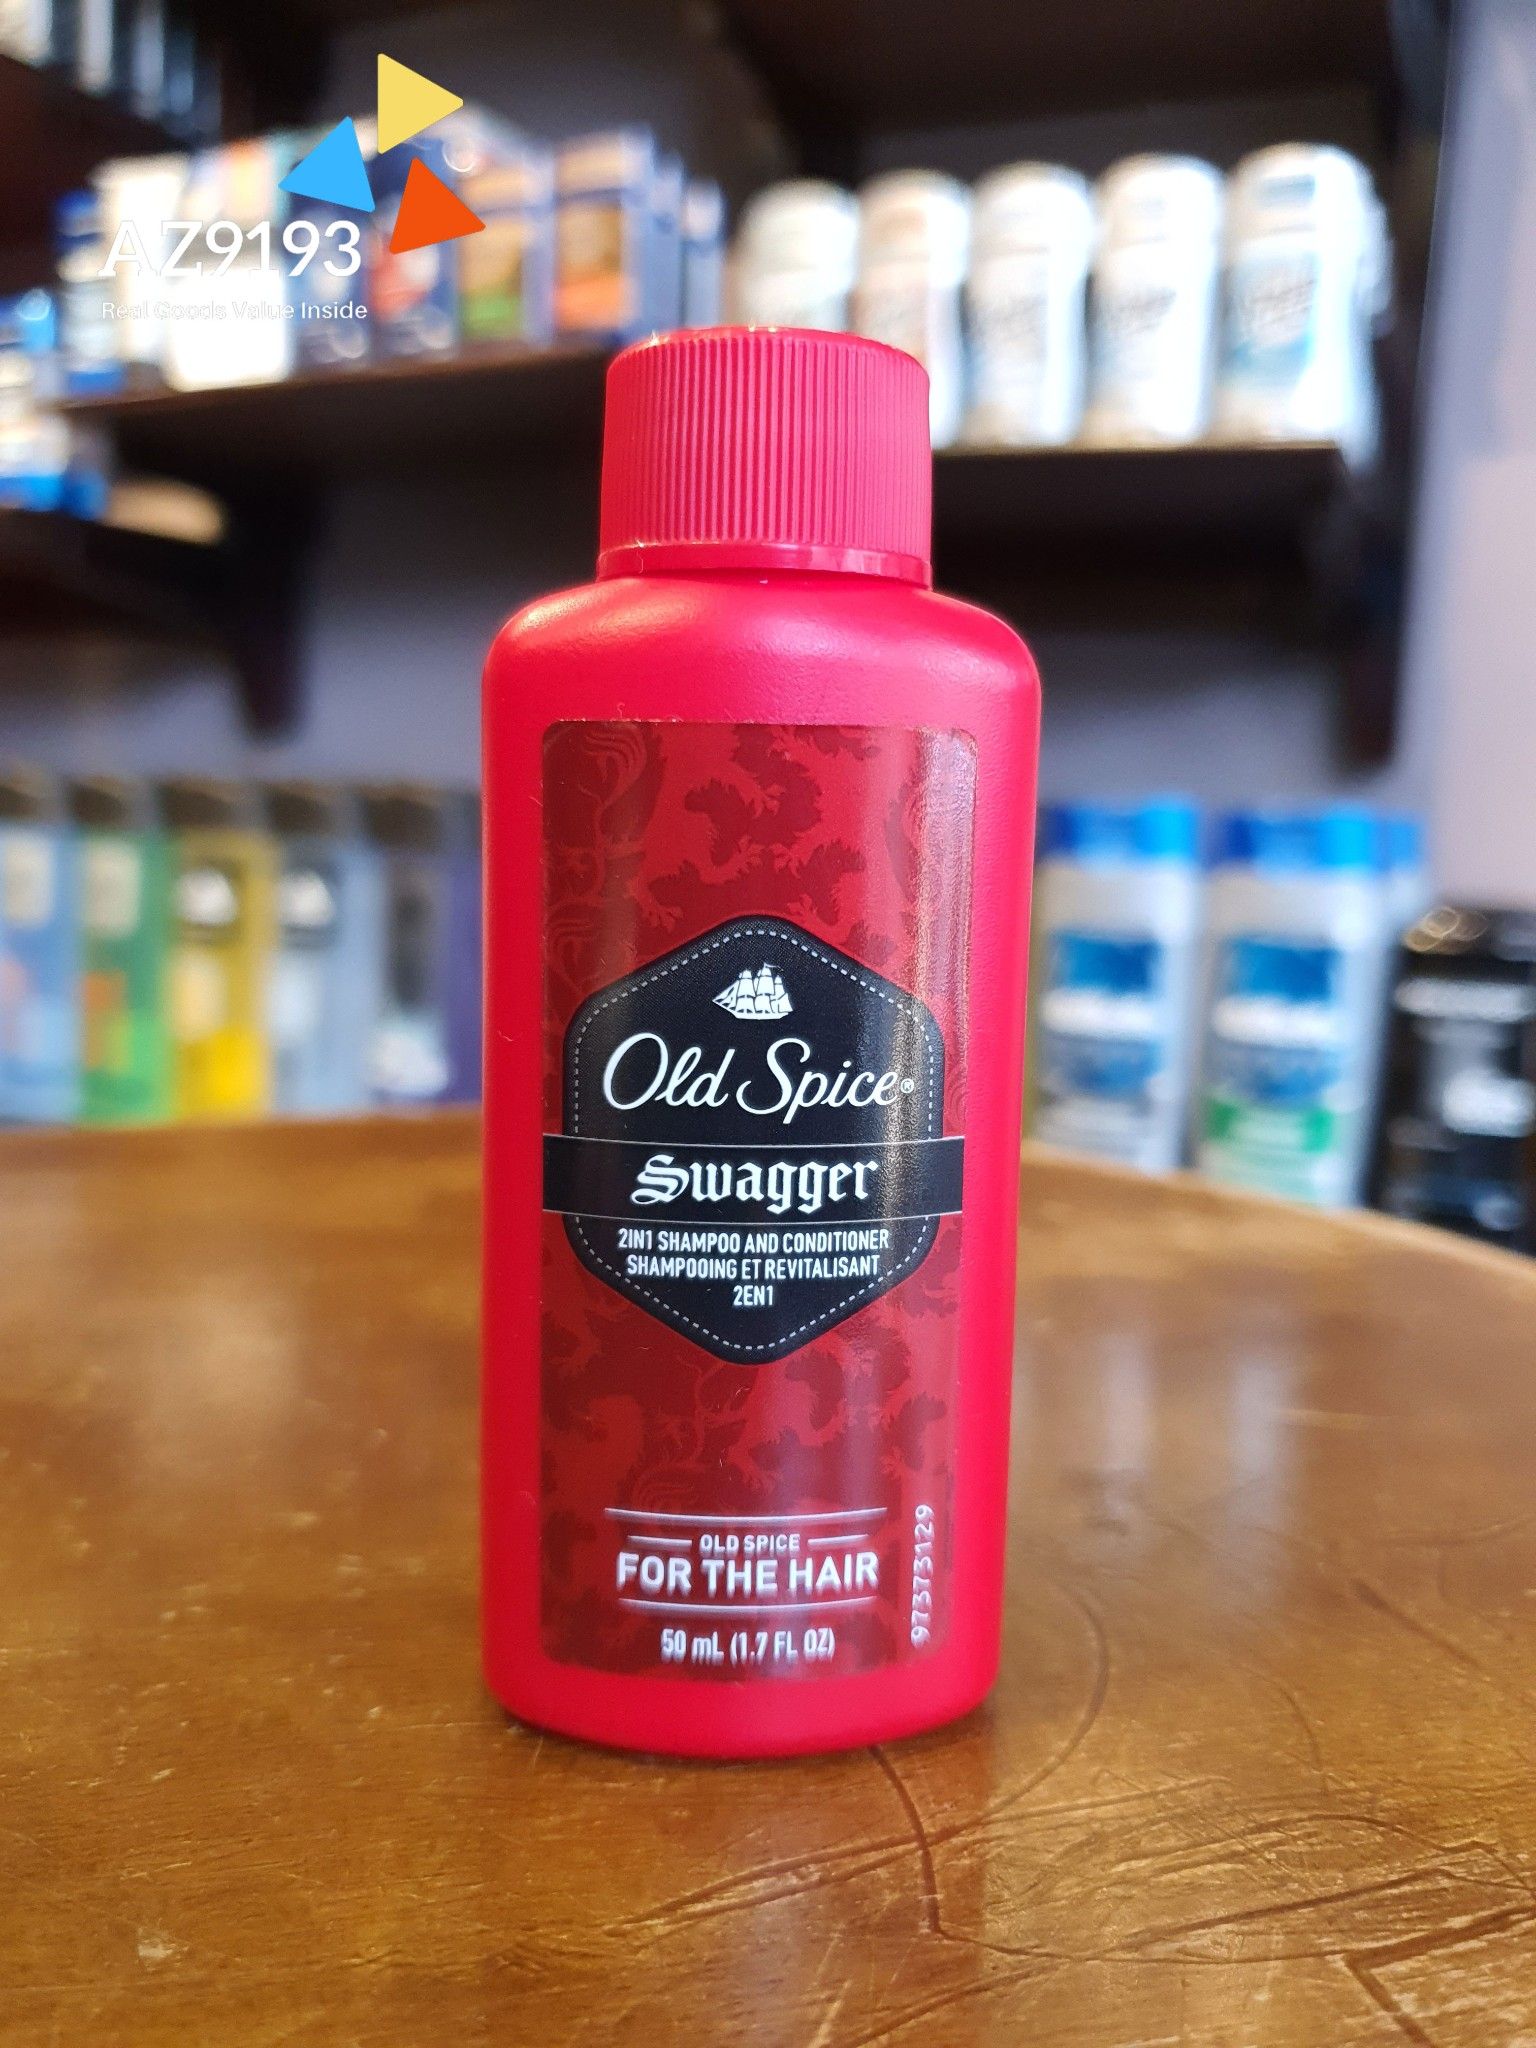 AZ9193
Real Goods Value Inside
Old Spice®
Swagger
2IN1 SHAMPOO AND CONDITIONER
SHAMPOOING ET REVITALISANT
2EN1
OLD SPICE
FOR THE HAIR
50 mL (1.7 FL OZ)
97373129